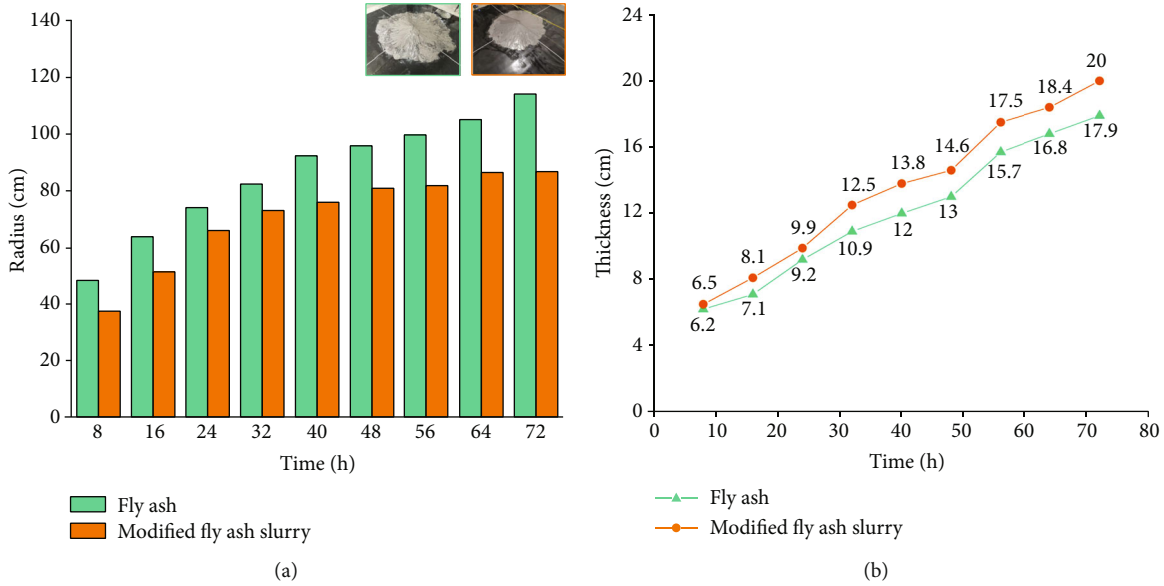 140
120
100
80
60
40
20
0
Radius (cm)
8 16 24 32 40 48 56 64 72
Time (h)
Fly ash
Modified fly ash slurry
(a)
24
20
16
12
8
4
0
Thickness (cm)
6.5
8.1
9.9
12.5
13.8
14.6
17.5
18.4
20
6.2
7.1
9.2
10.9
12
13
15.7
16.8
17.9
0 10 20 30 40 50 60 70 80
Time (h)
Fly ash
Modified fly ash slurry
(b)